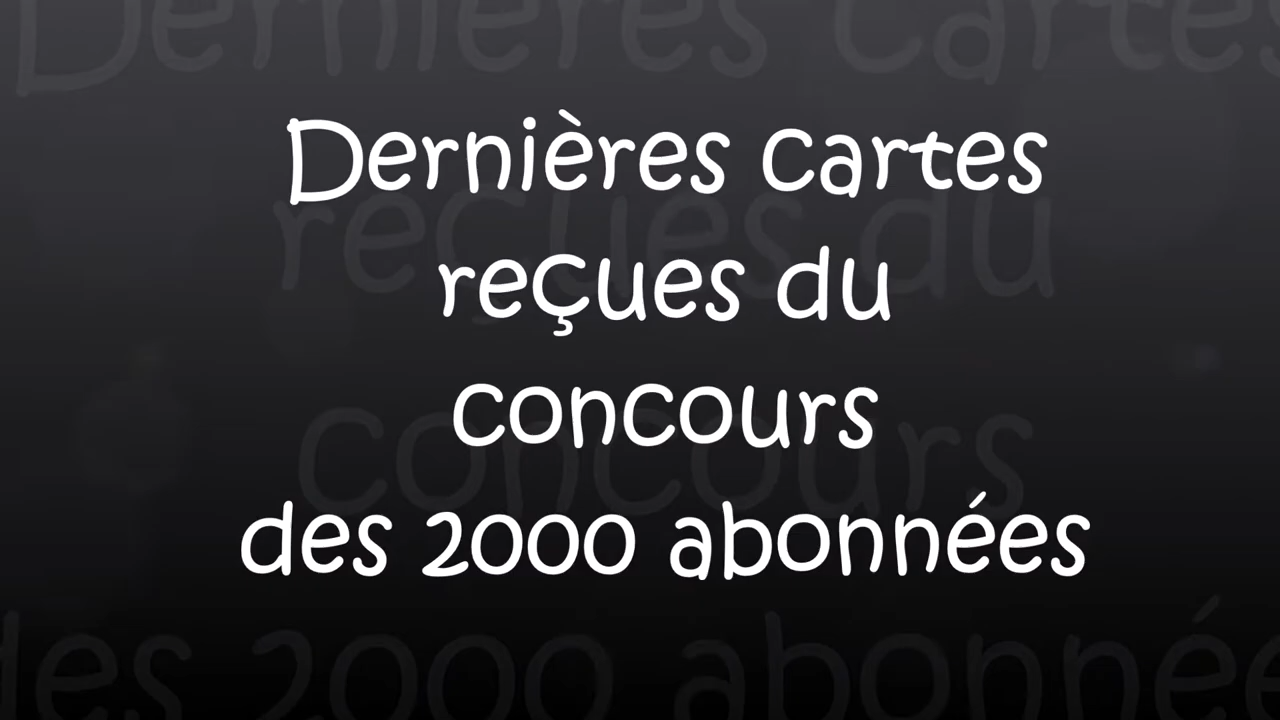 Dernières cartes
reçues du
concours
des 2000 abonnées